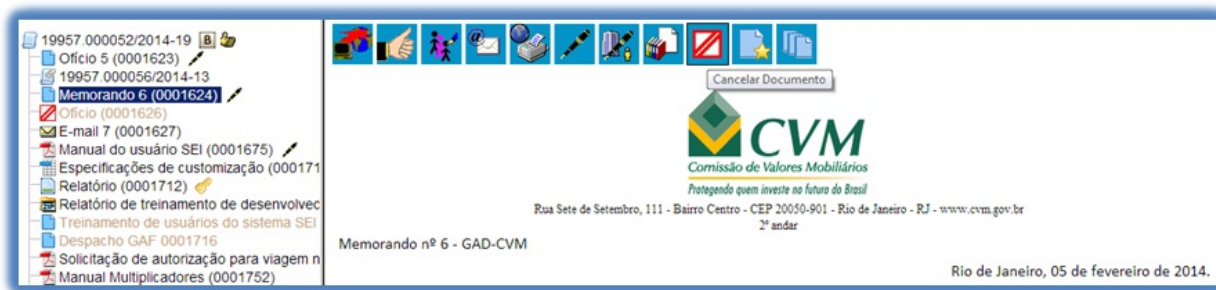 19957.000052/2014-19 B
Ofício 5 (0001623)
19957.000056/2014-13
Memorando 6 (0001624)
Ofício (0001626)
E-mail 7 (0001627)
Manual do usuário SEI (0001675)
Especificações de customização (000171
Relatório (0001712)
Relatório de treinamento de desenvolvec
Treinamento de usuários do sistema SEI
Despacho GAF 0001716
Solicitação de autorização para viagem n
Manual Multiplicadores (0001752)
Cancelar Documento
CVM
Comissão de Valores Mobiliários
Protegendo quem investe no futuro do Brasil
Rua Sete de Setembro, 111 - Bairro Centro - CEP 20050-901 - Rio de Janeiro - RJ - www.cvm.gov.br
2º andar
Memorando nº 6 - GAD-CVM
Rio de Janeiro, 05 de fevereiro de 2014.